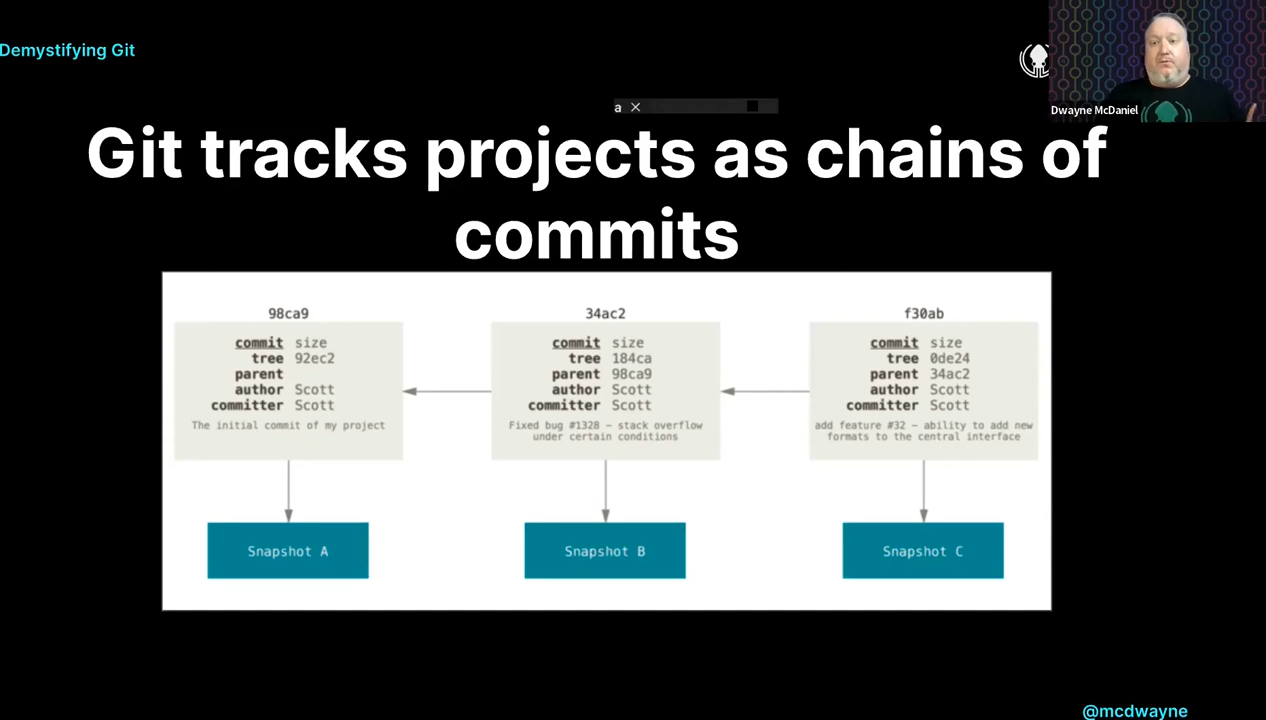 Demystifying Git
Dwayne McDaniel
a ×
Git tracks projects as chains of
commits
98ca9
commit size
tree 92ec2
parent
author Scott
committer Scott
The initial commit of my project
34ac2
commit size
tree 184ca
parent 98ca9
author Scott
committer Scott
Fixed bug #1328 – stack overflow
under certain conditions
f30ab
commit size
tree 0de24
parent 34ac2
author Scott
committer Scott
add feature #32 – ability to add new
formats to the central interface
Snapshot A
Snapshot B
Snapshot C
@mcdwayne